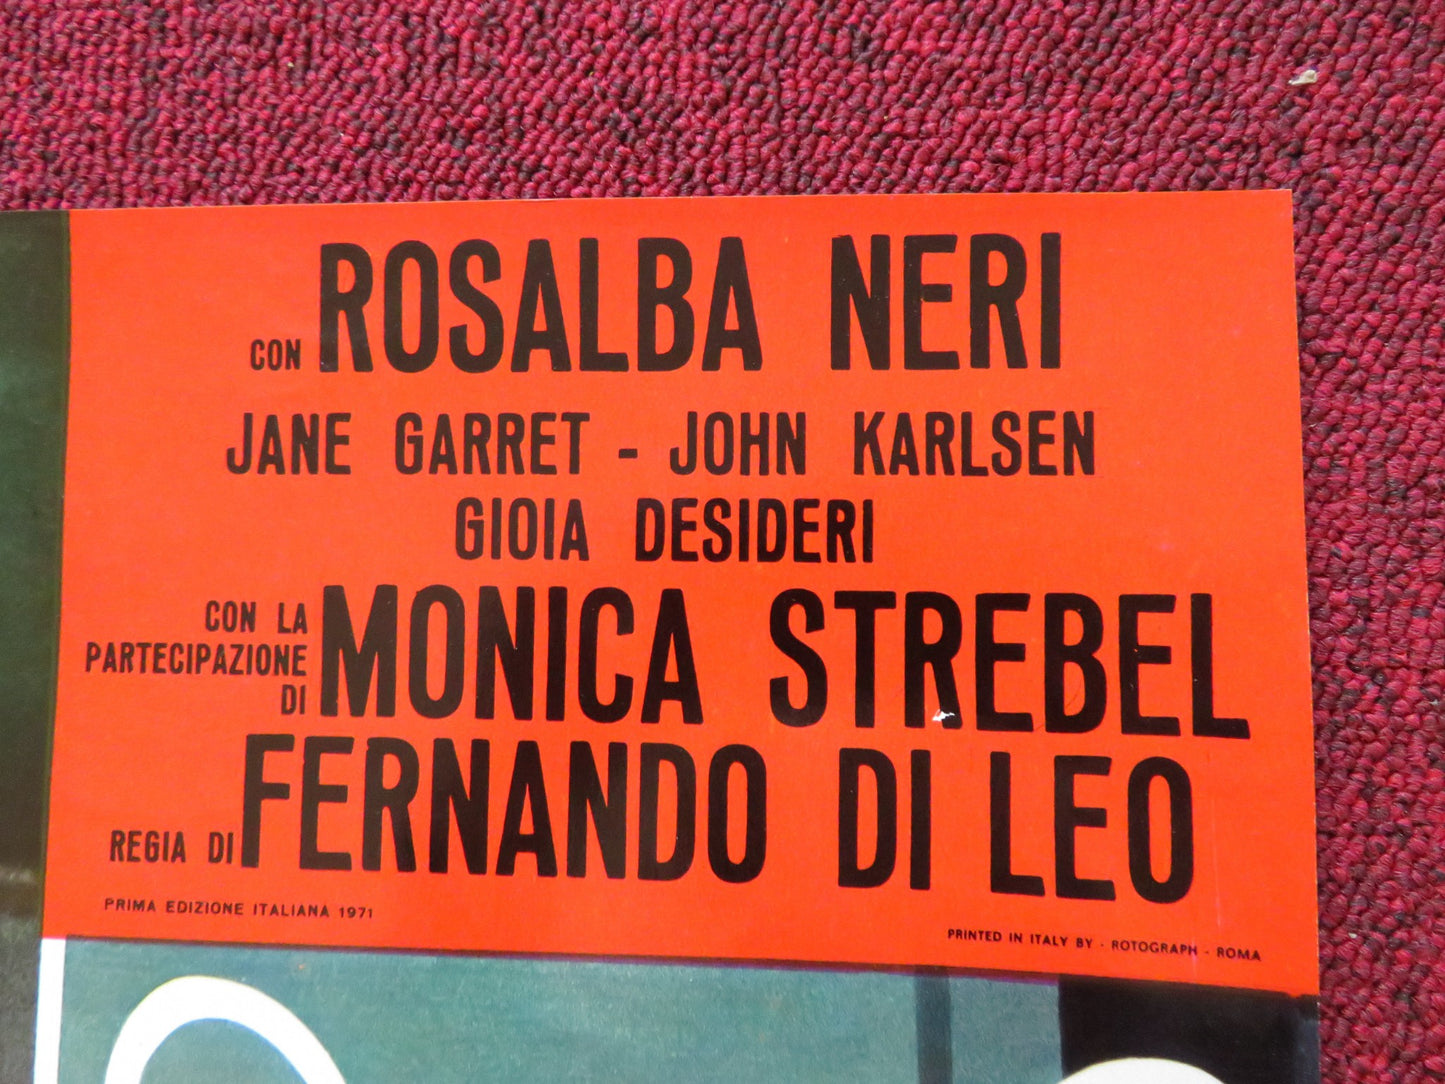 CON ROSALBA NERI
JANE GARRET - JOHN KARLSEN
GIOIA DESIDERI
CON LA PARTECIPAZIONE DI MONICA STREBEL
REGIA DI FERNANDO DI LEO
PRIMA EDIZIONE ITALIANA 1971
PRINTED IN ITALY BY - ROTOGRAPH - ROMA